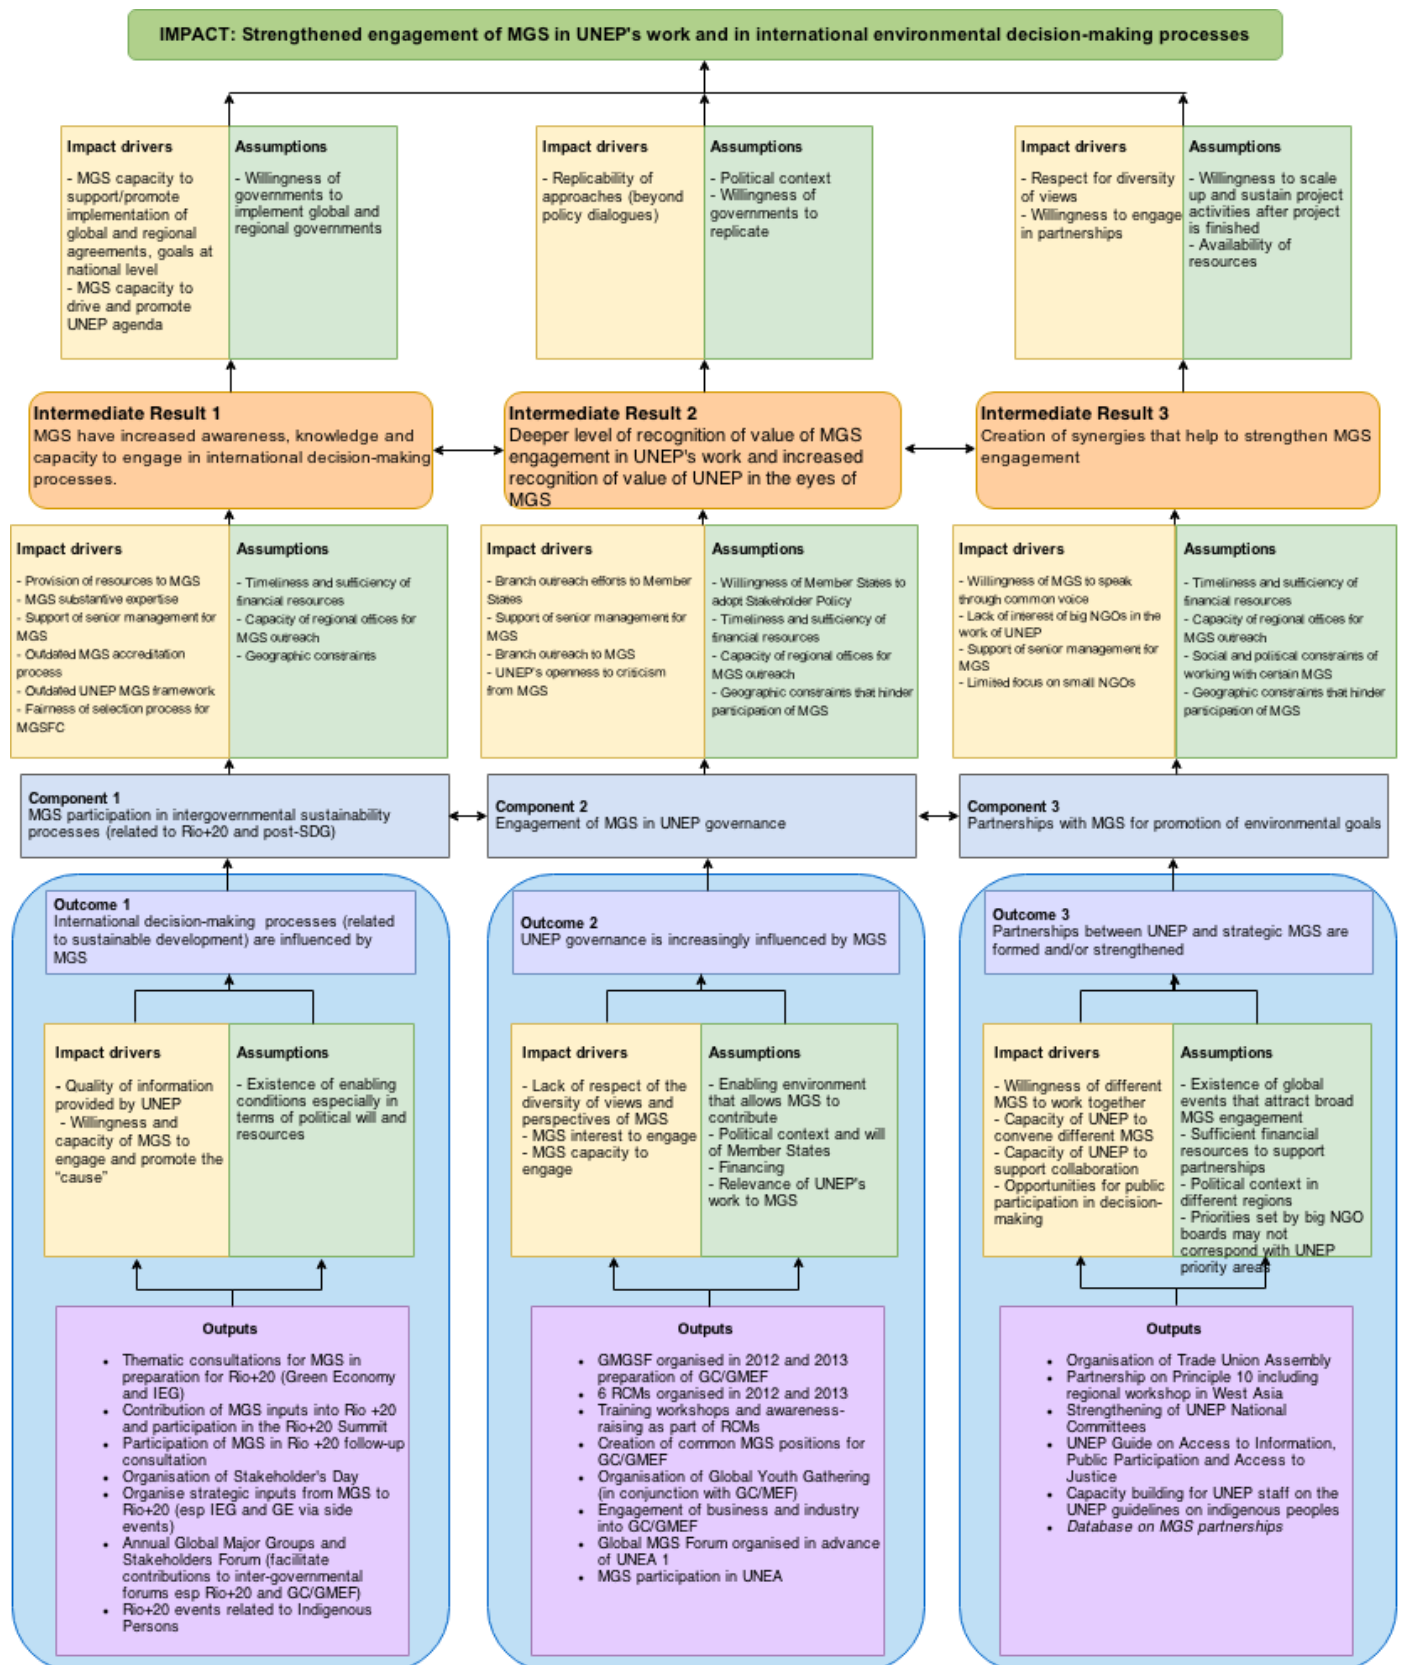 IMPACT: Strengthened engagement of MGS in UNEP's work and in international environmental decision-making processes
Impact drivers
- MGS capacity to
support/promote
implementation of
global and regional
agreements, goals at
national level
- MGS capacity to
drive and promote
UNEP agenda
Assumptions
- Willingness of
governments to
implement global and
regional governments
Impact drivers
- Replicability of
approaches (beyond
policy dialogues)
Assumptions
- Political context
- Willingness of
governments to
replicate
Impact drivers
- Respect for diversity
of views
- Willingness to engage
in partnerships
Assumptions
- Willingness to scale
up and sustain project
activities after project
is finished
- Availability of
resources
Intermediate Result 1
MGS have increased awareness, knowledge and
capacity to engage in international decision-making
processes.
Intermediate Result 2
Deeper level of recognition of value of MGS
engagement in UNEP's work and increased
recognition of value of UNEP in the eyes of
MGS
Intermediate Result 3
Creation of synergies that help to strengthen MGS
engagement
Impact drivers
- Provision of resources to MGS
- MGS substantive expertise
- Support of senior management for
MGS
- Outdated MGS accreditation
process
- Outdated UNEP MGS framework
- Fairness of selection process for
MGSFC
Assumptions
- Timeliness and sufficiency of
financial resources
- Capacity of regional offices for
MGS outreach
- Geographic constraints
Impact drivers
- Branch outreach efforts to Member
States
- Support of senior management for
MGS
- Branch outreach to MGS
- UNEP's openness to criticism
from MGS
Assumptions
- Willingness of Member States to
adopt Stakeholder Policy
- Timeliness and sufficiency of
financial resources
- Capacity of regional offices for
MGS outreach
- Geographic constraints that hinder
participation of MGS
Impact drivers
- Willingness of MGS to speak
through common voice
- Lack of interest of big NGOs in the
work of UNEP
- Support of senior management for
MGS
- Limited focus on small NGOs
Assumptions
- Timeliness and sufficiency of
financial resources
- Capacity of regional offices for
MGS outreach
- Social and political constraints of
working with certain MGS
- Geographic constraints that hinder
participation of MGS
Component 1
MGS participation in intergovernmental sustainability
processes (related to Rio+20 and post-SDG)
Component 2
Engagement of MGS in UNEP governance
Component 3
Partnerships with MGS for promotion of environmental goals
Outcome 1
International decision-making processes (related
to sustainable development) are influenced by
MGS
Outcome 2
UNEP governance is increasingly influenced by MGS
Outcome 3
Partnerships between UNEP and strategic MGS are
formed and/or strengthened
Impact drivers
- Quality of information
provided by UNEP
- Willingness and
capacity of MGS to
engage and promote the
"cause"
Assumptions
- Existence of enabling
conditions especially in
terms of political will and
resources
Impact drivers
- Lack of respect of the
diversity of views and
perspectives of MGS
- MGS interest to engage
- MGS capacity to
engage
Assumptions
- Enabling environment
that allows MGS to
contribute
- Political context and will
of Member States
- Financing
- Relevance of UNEP's
work to MGS
Impact drivers
- Willingness of different
MGS to work together
- Capacity of UNEP to
convene different MGS
- Capacity of UNEP to
support collaboration
- Opportunities for public
participation in decision-
making
Assumptions
- Existence of global
events that attract broad
MGS engagement
- Sufficient financial
resources to support
partnerships
- Political context in
different regions
- Priorities set by big NGO
boards may not
correspond with UNEP
priority areas
Outputs
• Thematic consultations for MGS in
preparation for Rio+20 (Green Economy
and IEG)
• Contribution of MGS inputs into Rio +20
and participation in the Rio+20 Summit
• Participation of MGS in Rio +20 follow-up
consultation
• Organisation of Stakeholder's Day
• Organise strategic inputs from MGS to
Rio+20 (esp IEG and GE via side
events)
• Annual Global Major Groups and
Stakeholders Forum (facilitate
contributions to inter-governmental
forums esp Rio+20 and GC/GMEF)
• Rio+20 events related to Indigenous
Persons
Outputs
• GMGSF organised in 2012 and 2013
preparation of GC/GMEF
• 6 RCMs organised in 2012 and 2013
• Training workshops and awareness-
raising as part of RCMs
• Creation of common MGS positions for
GC/GMEF
• Organisation of Global Youth Gathering
(in conjunction with GC/MEF)
• Engagement of business and industry
into GC/GMEF
• Global MGS Forum organised in advance
of UNEA 1
• MGS participation in UNEA
Outputs
• Organisation of Trade Union Assembly
• Partnership on Principle 10 including
regional workshop in West Asia
• Strengthening of UNEP National
Committees
• UNEP Guide on Access to Information,
Public Participation and Access to
Justice
• Capacity building for UNEP staff on the
UNEP guidelines on indigenous peoples
• Database on MGS partnerships